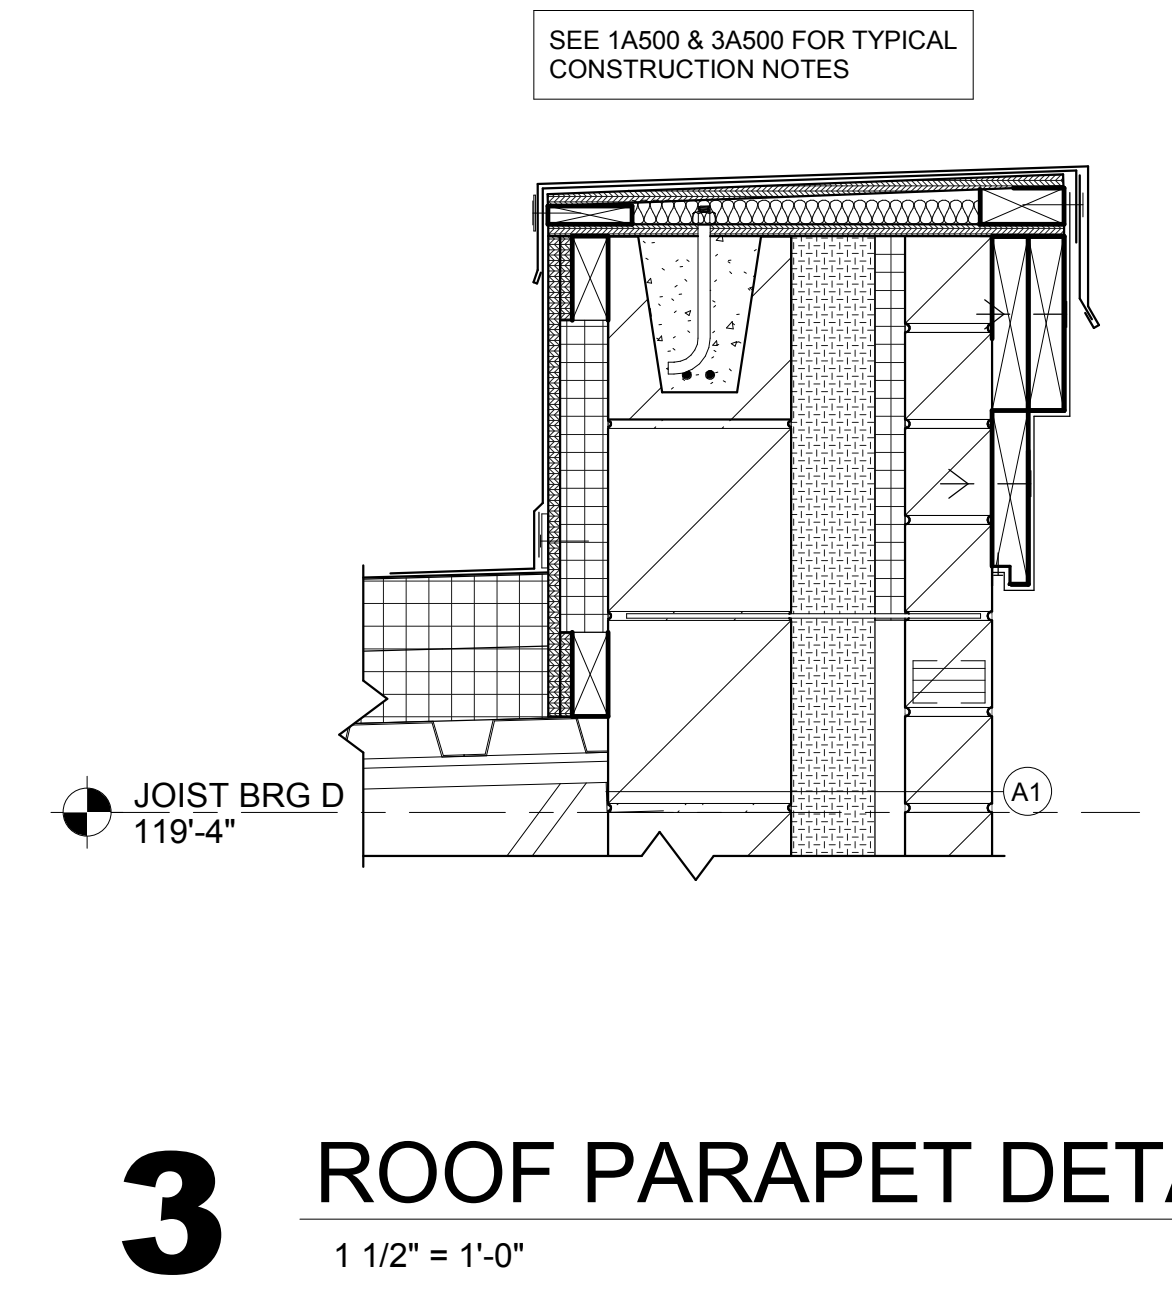 SEE 1A500 & 3A500 FOR TYPICAL
CONSTRUCTION NOTES
JOIST BRG D
119'-4"
A1
3
ROOF PARAPET DETA
1 1/2" = 1'-0"